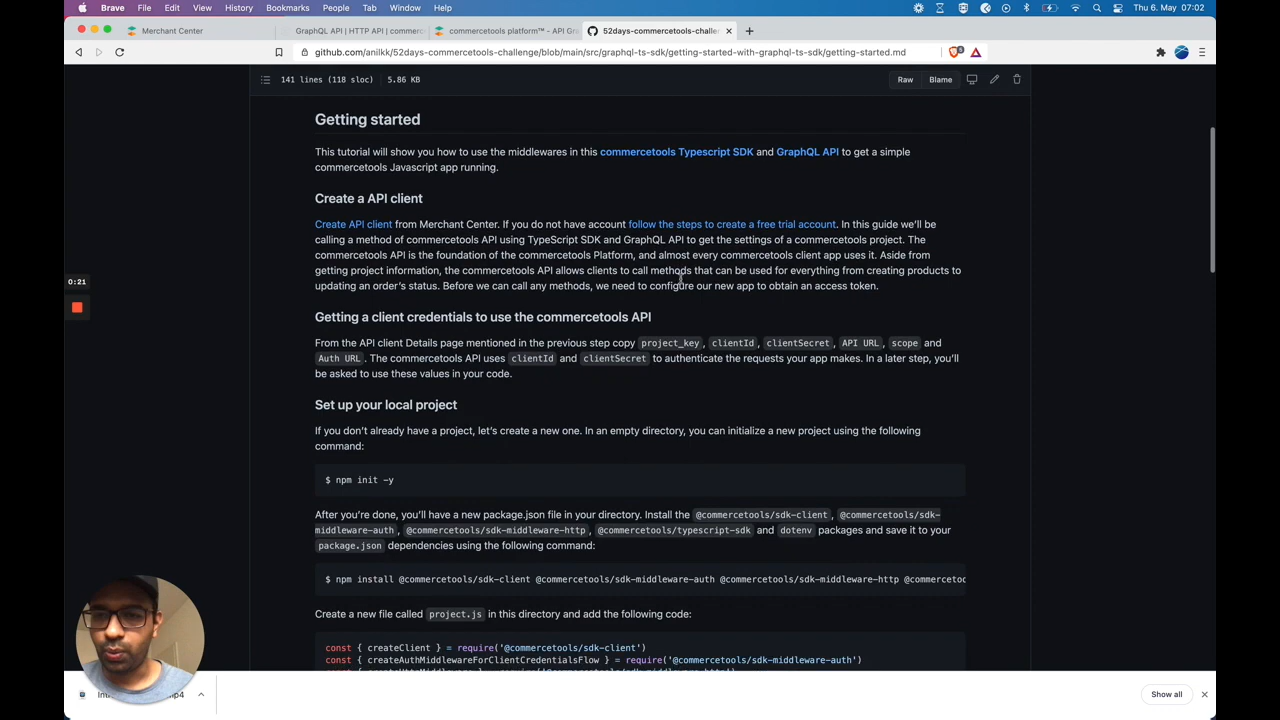 Brave File Edit View History Bookmarks People Tab Window Help Thu 6. May 07:02
Merchant Center GraphQL API | HTTP API | commerc commercetools platform™ - API Gr 52days-commercetools-challe
github.com/anilkk/52days-commercetools-challenge/blob/main/src/graphql-ts-sdk/getting-started-with-graphql-ts-sdk/getting-started.md
141 lines (118 sloc) 5.86 KB Raw Blame
Getting started
This tutorial will show you how to use the middlewares in this commercetools Typescript SDK and GraphQL API to get a simple
commercetools Javascript app running.
Create a API client
Create API client from Merchant Center. If you do not have account follow the steps to create a free trial account. In this guide we'll be
calling a method of commercetools API using TypeScript SDK and GraphQL API to get the settings of a commercetools project. The
commercetools API is the foundation of the commercetools Platform, and almost every commercetools client app uses it. Aside from
getting project information, the commercetools API allows clients to call methods that can be used for everything from creating products to
updating an order's status. Before we can call any methods, we need to configure our new app to obtain an access token.
0:21
Getting a client credentials to use the commercetools API
From the API client Details page mentioned in the previous step copy project_key, clientId, clientSecret, API URL, scope and
Auth URL. The commercetools API uses clientId and clientSecret to authenticate the requests your app makes. In a later step, you'll
be asked to use these values in your code.
Set up your local project
If you don't already have a project, let's create a new one. In an empty directory, you can initialize a new project using the following
command:
$ npm init -y
After you're done, you'll have a new package.json file in your directory. Install the @commercetools/sdk-client, @commercetools/sdk-
middleware-auth, @commercetools/sdk-middleware-http, @commercetools/typescript-sdk and dotenv packages and save it to your
package.json dependencies using the following command:
$ npm install @commercetools/sdk-client @commercetools/sdk-middleware-auth @commercetools/sdk-middleware-http @commercetoo
Create a new file called project.js in this directory and add the following code:
const { createClient } = require('@commercetools/sdk-client')
const { createAuthMiddlewareForClientCredentialsFlow } = require('@commercetools/sdk-middleware-auth')
Show all